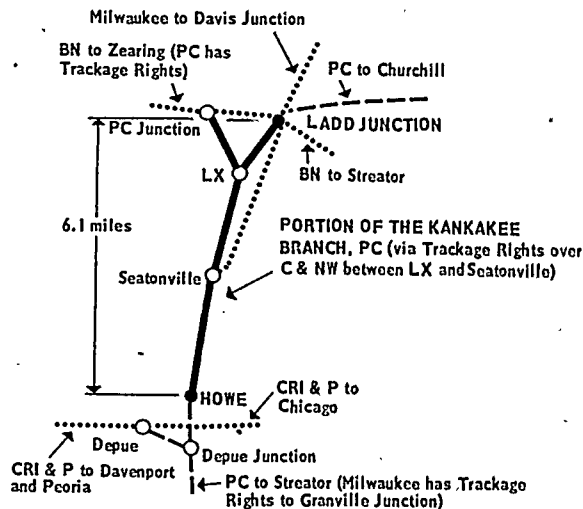 Milwaukee to Davis Junction
BN to Zearing (PC has
Trackage Rights)
PC to Churchill
PC Junction
LADD JUNCTION
LX
BN to Streator
6.1 miles
PORTION OF THE KANKAKEE
BRANCH, PC (via Trackage Rights over
C & NW between LX and Seatonville)
Seatonville
HOWE
CRI & P to
Chicago
Depue
Depue Junction
CRI & P to Davenport
and Peoria
PC to Streator (Milwaukee has Trackage
Rights to Granville Junction)